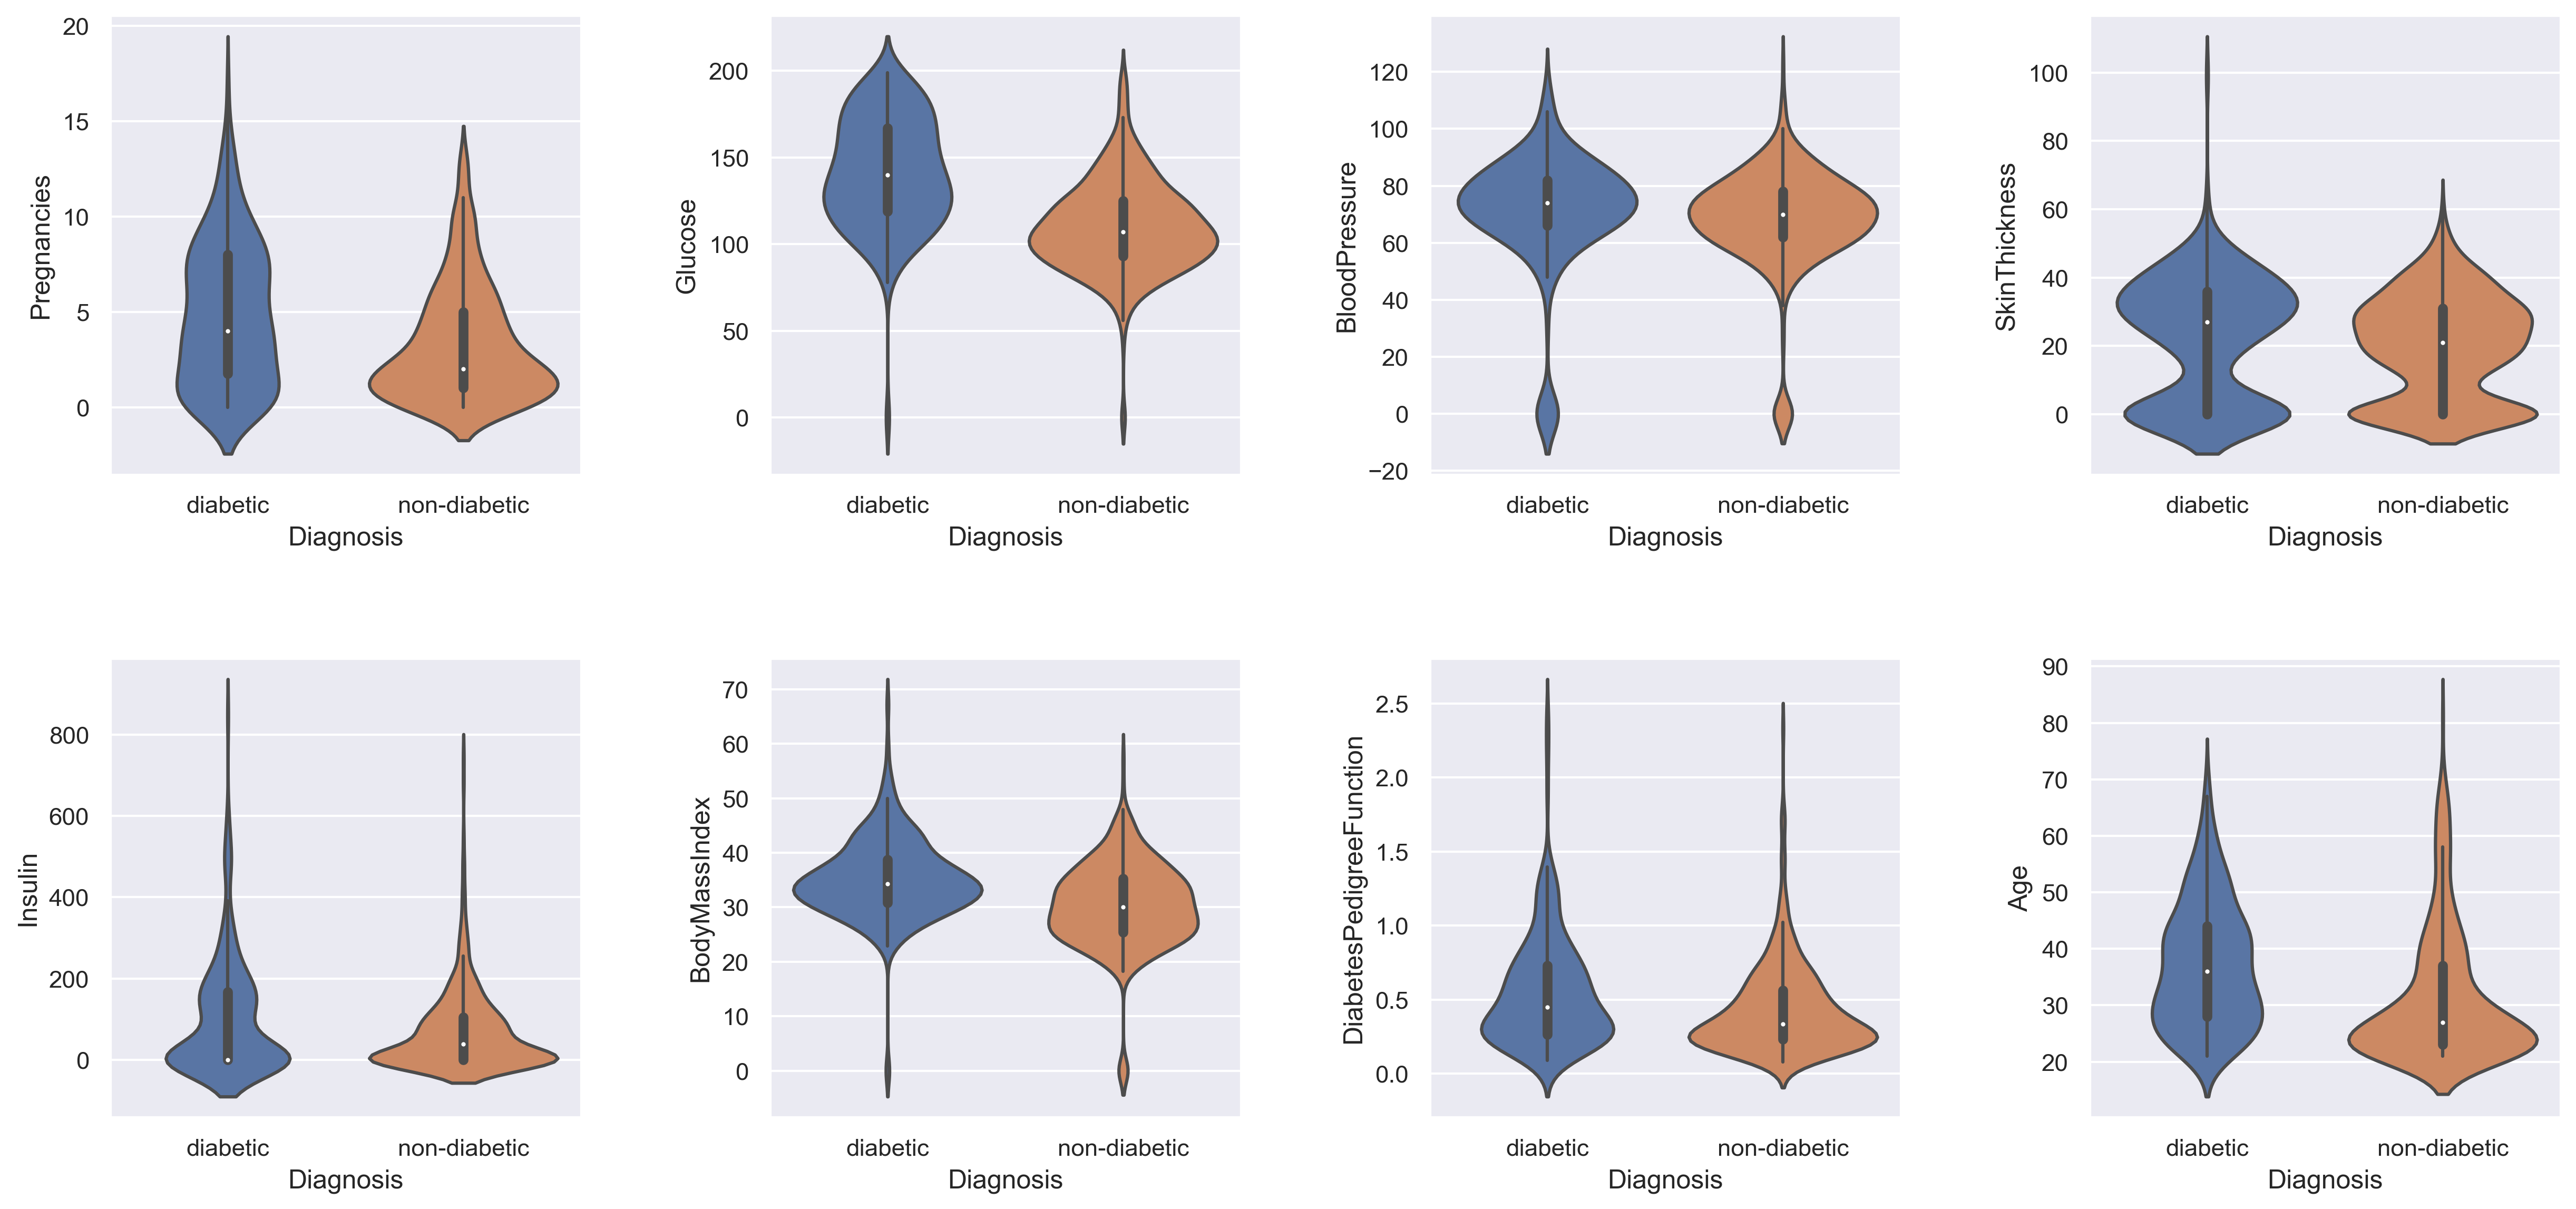 Pregnancies
20
15
10
5
0
diabetic non-diabetic
Diagnosis
Glucose
200
150
100
50
0
diabetic non-diabetic
Diagnosis
BloodPressure
120
100
80
60
40
20
0
−20
diabetic non-diabetic
Diagnosis
SkinThickness
100
80
60
40
20
0
diabetic non-diabetic
Diagnosis
Insulin
800
600
400
200
0
diabetic non-diabetic
Diagnosis
BodyMassIndex
70
60
50
40
30
20
10
0
diabetic non-diabetic
Diagnosis
DiabetesPedigreeFunction
2.5
2.0
1.5
1.0
0.5
0.0
diabetic non-diabetic
Diagnosis
Age
90
80
70
60
50
40
30
20
diabetic non-diabetic
Diagnosis